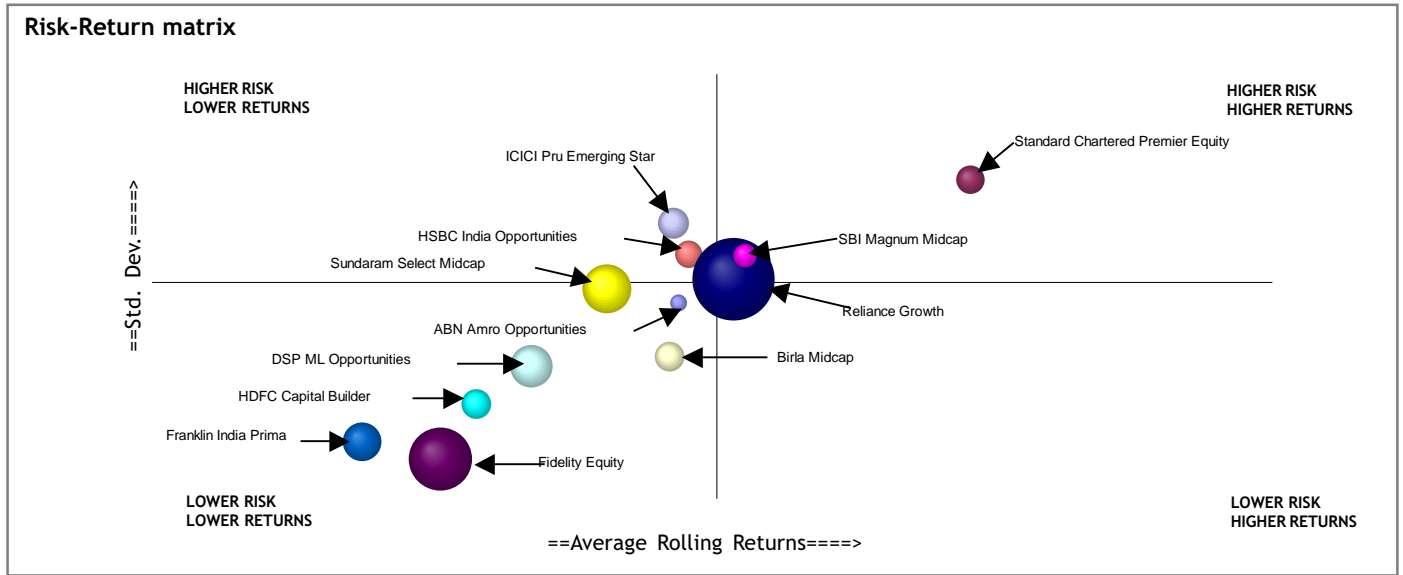 Risk-Return matrix
HIGHER RISK
LOWER RETURNS
HIGHER RISK
HIGHER RETURNS
Standard Chartered Premier Equity
ICICI Pru Emerging Star
HSBC India Opportunities
SBI Magnum Midcap
Sundaram Select Midcap
==Std. Dev.====>
Reliance Growth
ABN Amro Opportunities
DSP ML Opportunities
Birla Midcap
HDFC Capital Builder
Franklin India Prima
Fidelity Equity
LOWER RISK
LOWER RETURNS
LOWER RISK
HIGHER RETURNS
==Average Rolling Returns====>